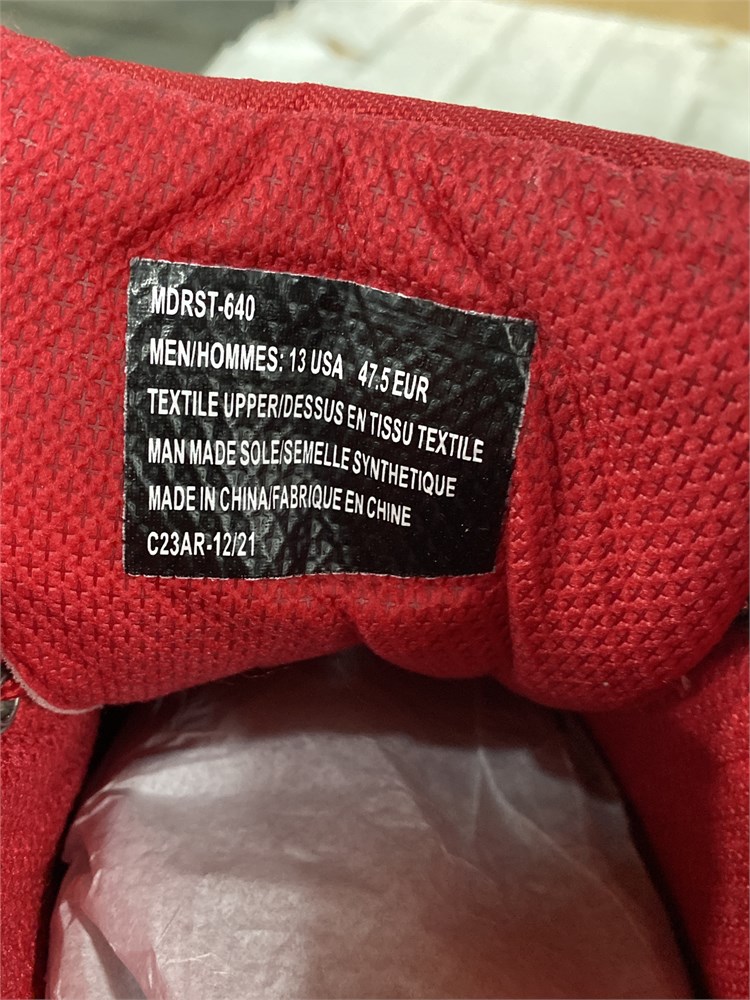 MDRST-640
MEN/HOMMES: 13 USA 47.5 EUR
TEXTILE UPPER/DESSUS EN TISSU TEXTILE
MAN MADE SOLE/SEMELLE SYNTHETIQUE
MADE IN CHINA/FABRIQUE EN CHINE
C23AR-12/21